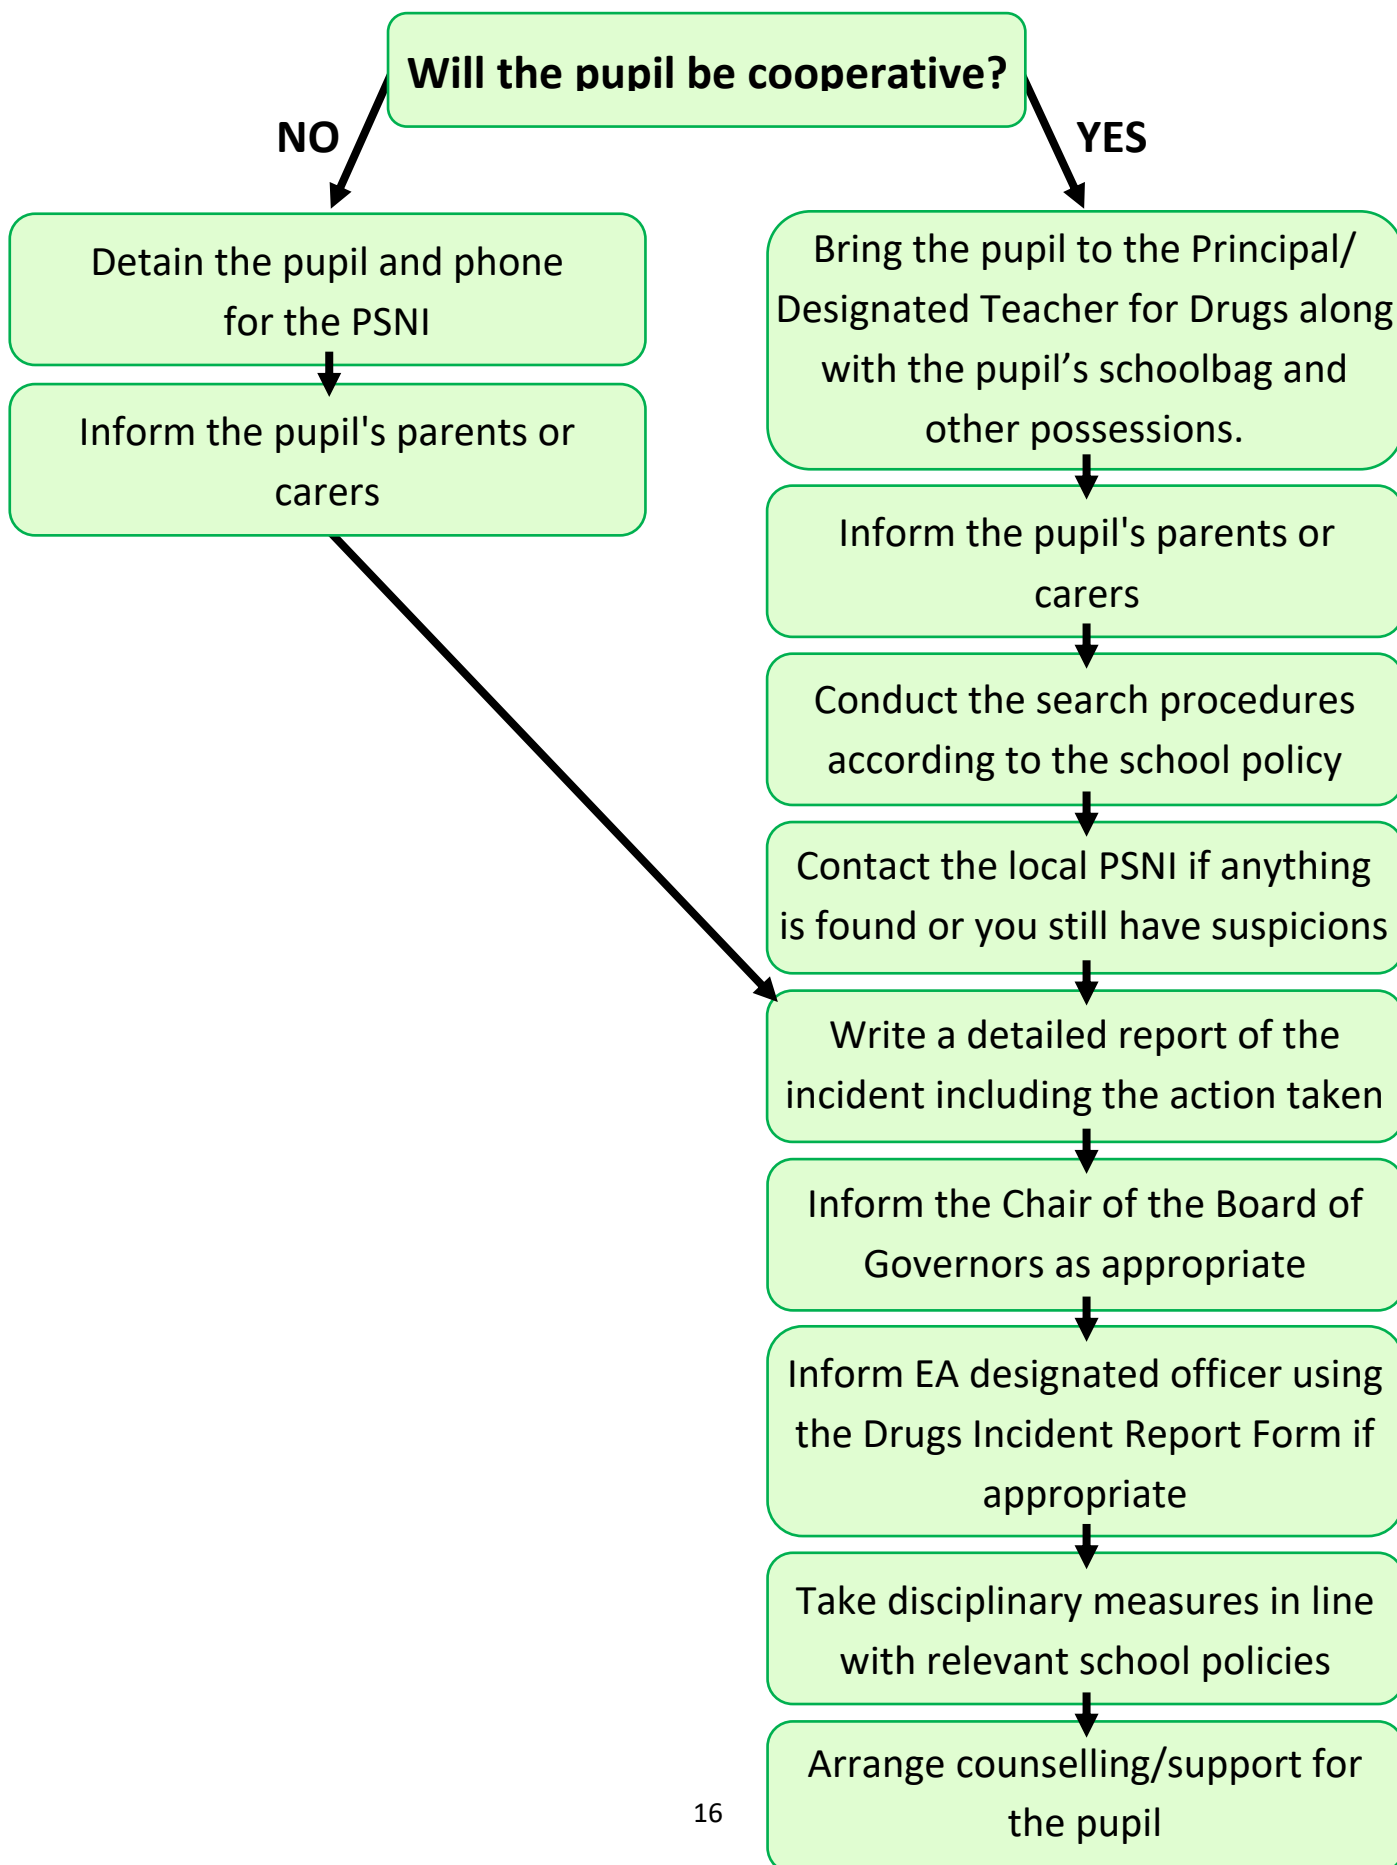 Will the pupil be cooperative?
NO
YES
Detain the pupil and phone
for the PSNI
Inform the pupil's parents or
carers
Bring the pupil to the Principal/
Designated Teacher for Drugs along
with the pupil’s schoolbag and
other possessions.
Inform the pupil's parents or
carers
Conduct the search procedures
according to the school policy
Contact the local PSNI if anything
is found or you still have suspicions
Write a detailed report of the
incident including the action taken
Inform the Chair of the Board of
Governors as appropriate
Inform EA designated officer using
the Drugs Incident Report Form if
appropriate
Take disciplinary measures in line
with relevant school policies
Arrange counselling/support for
the pupil
16